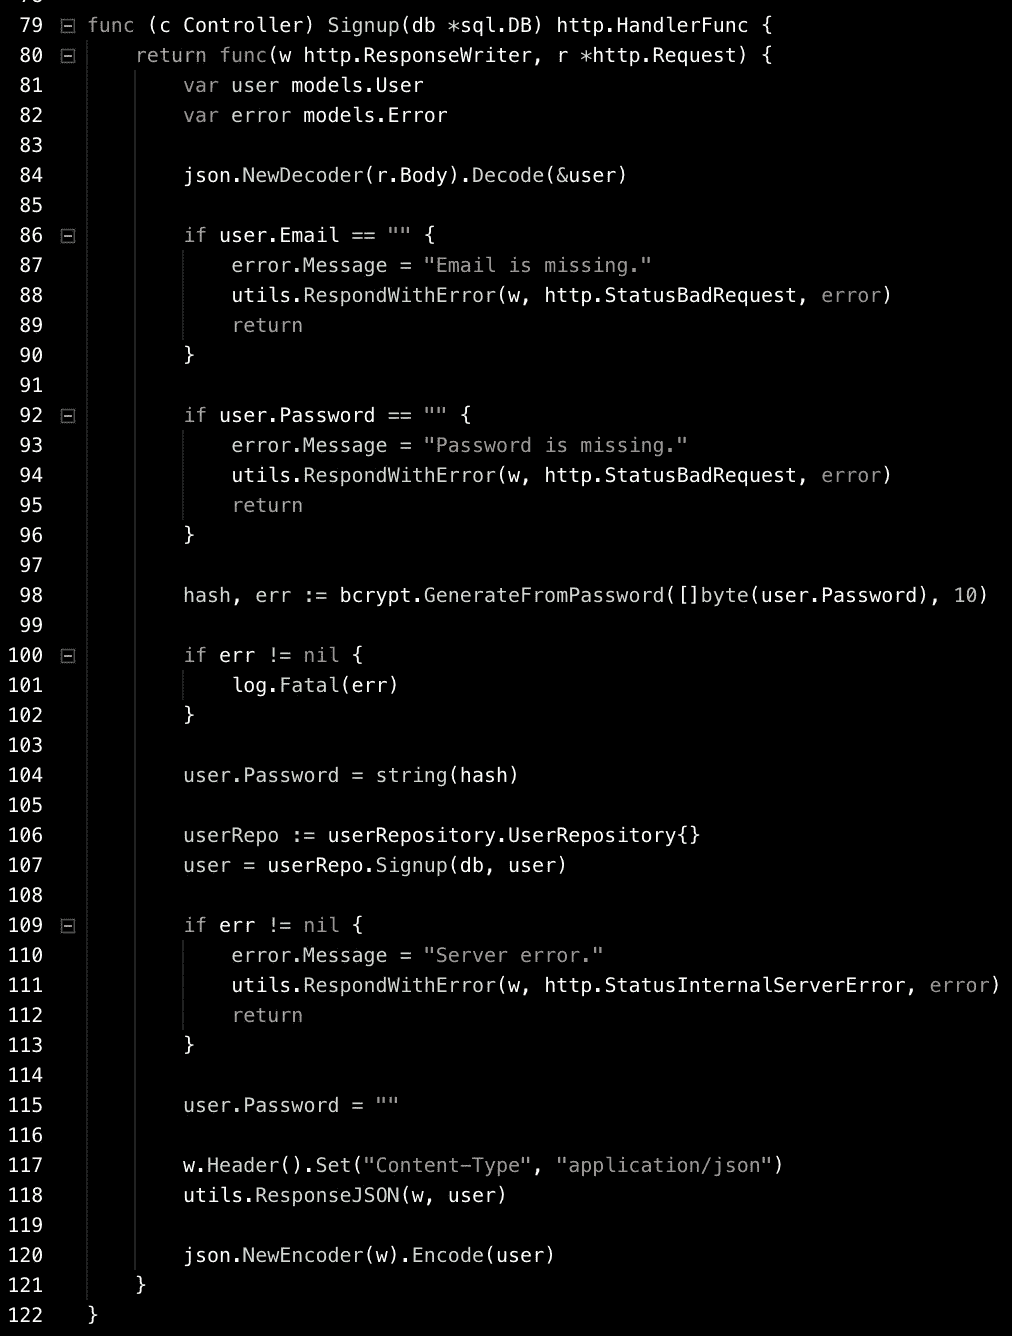 79 func (c Controller) Signup(db *sql.DB) http.HandlerFunc {
80     return func(w http.ResponseWriter, r *http.Request) {
81         var user models.User
82         var error models.Error
83
84         json.NewDecoder(r.Body).Decode(&user)
85
86         if user.Email == "" {
87             error.Message = "Email is missing."
88             utils.RespondWithError(w, http.StatusBadRequest, error)
89             return
90         }
91
92         if user.Password == "" {
93             error.Message = "Password is missing."
94             utils.RespondWithError(w, http.StatusBadRequest, error)
95             return
96         }
97
98         hash, err := bcrypt.GenerateFromPassword([]byte(user.Password), 10)
99
100         if err != nil {
101             log.Fatal(err)
102         }
103
104         user.Password = string(hash)
105
106         userRepo := userRepository.UserRepository{}
107         user = userRepo.Signup(db, user)
108
109         if err != nil {
110             error.Message = "Server error."
111             utils.RespondWithError(w, http.StatusInternalServerError, error)
112             return
113         }
114
115         user.Password = ""
116
117         w.Header().Set("Content-Type", "application/json")
118         utils.ResponseJSON(w, user)
119
120         json.NewEncoder(w).Encode(user)
121     }
122 }